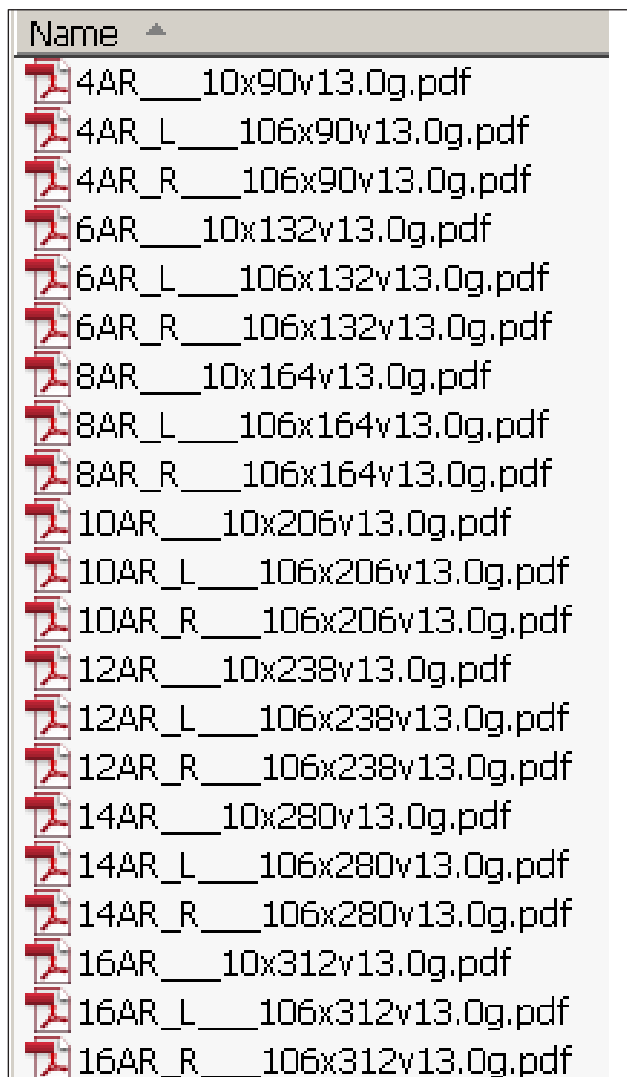 Name
4AR___10x90v13.0g.pdf
4AR_L___106x90v13.0g.pdf
4AR_R___106x90v13.0g.pdf
6AR___10x132v13.0g.pdf
6AR_L___106x132v13.0g.pdf
6AR_R___106x132v13.0g.pdf
8AR___10x164v13.0g.pdf
8AR_L___106x164v13.0g.pdf
8AR_R___106x164v13.0g.pdf
10AR___10x206v13.0g.pdf
10AR_L___106x206v13.0g.pdf
10AR_R___106x206v13.0g.pdf
12AR___10x238v13.0g.pdf
12AR_L___106x238v13.0g.pdf
12AR_R___106x238v13.0g.pdf
14AR___10x280v13.0g.pdf
14AR_L___106x280v13.0g.pdf
14AR_R___106x280v13.0g.pdf
16AR___10x312v13.0g.pdf
16AR_L___106x312v13.0g.pdf
16AR_R___106x312v13.0g.pdf